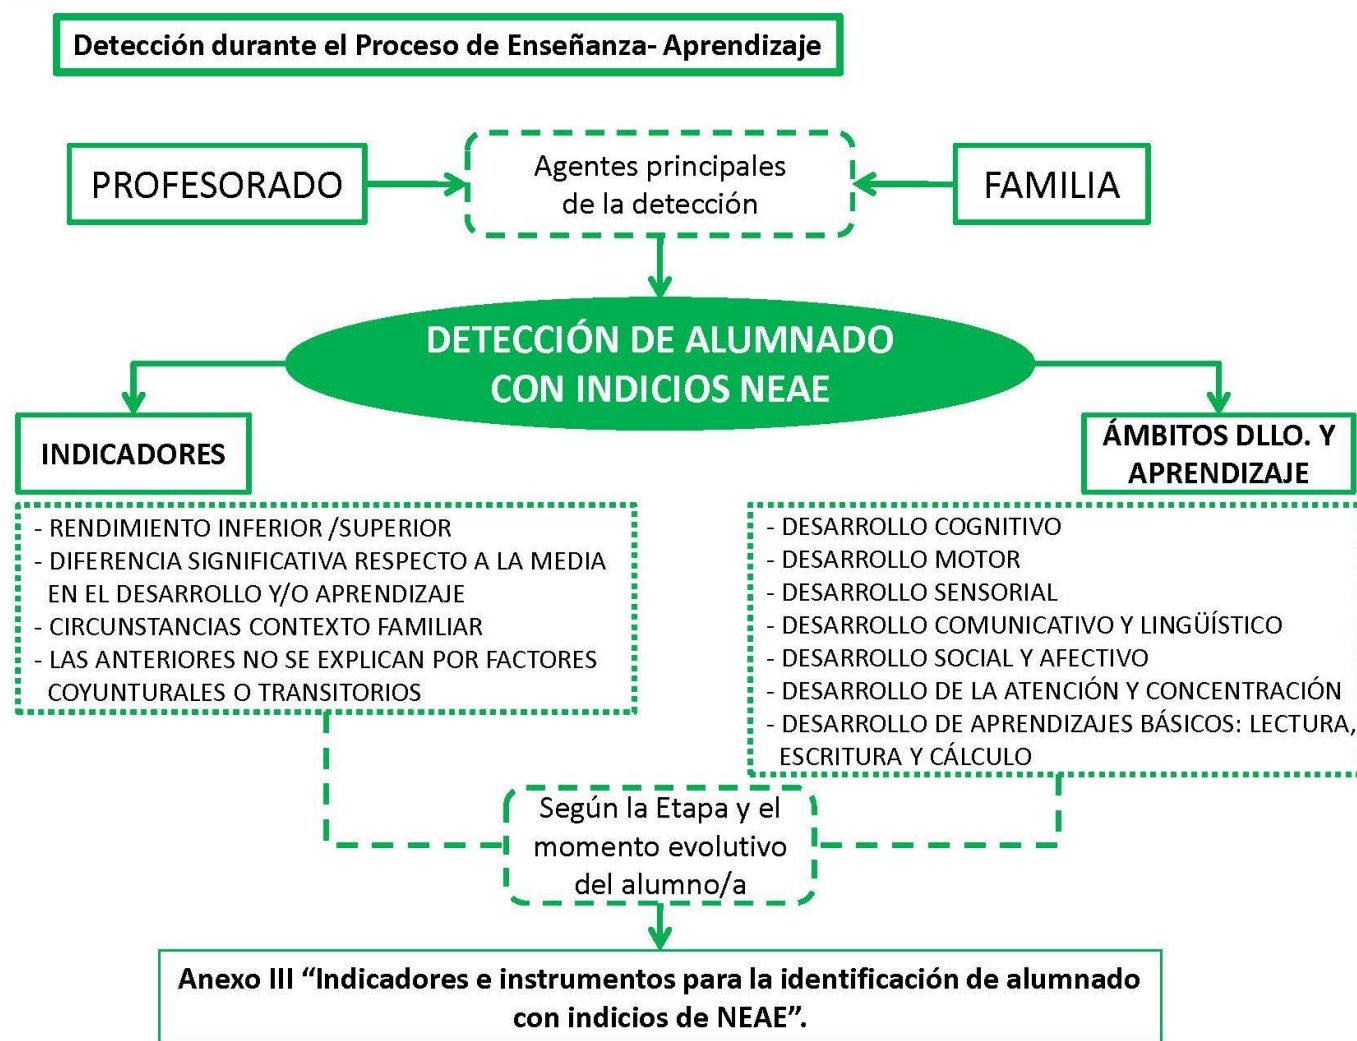 Detección durante el Proceso de Enseñanza- Aprendizaje
PROFESORADO
Agentes principales
de la detección
FAMILIA
DETECCIÓN DE ALUMNADO
CON INDICIOS NEAE
INDICADORES
- RENDIMIENTO INFERIOR /SUPERIOR
- DIFERENCIA SIGNIFICATIVA RESPECTO A LA MEDIA
EN EL DESARROLLO Y/O APRENDIZAJE
- CIRCUNSTANCIAS CONTEXTO FAMILIAR
- LAS ANTERIORES NO SE EXPLICAN POR FACTORES
COYUNTURALES O TRANSITORIOS
ÁMBITOS DLLO. Y
APRENDIZAJE
- DESARROLLO COGNITIVO
- DESARROLLO MOTOR
- DESARROLLO SENSORIAL
- DESARROLLO COMUNICATIVO Y LINGÜÍSTICO
- DESARROLLO SOCIAL Y AFECTIVO
- DESARROLLO DE LA ATENCIÓN Y CONCENTRACIÓN
- DESARROLLO DE APRENDIZAJES BÁSICOS: LECTURA,
ESCRITURA Y CÁLCULO
Según la Etapa y el
momento evolutivo
del alumno/a
Anexo III “Indicadores e instrumentos para la identificación de alumnado
con indicios de NEAE”.